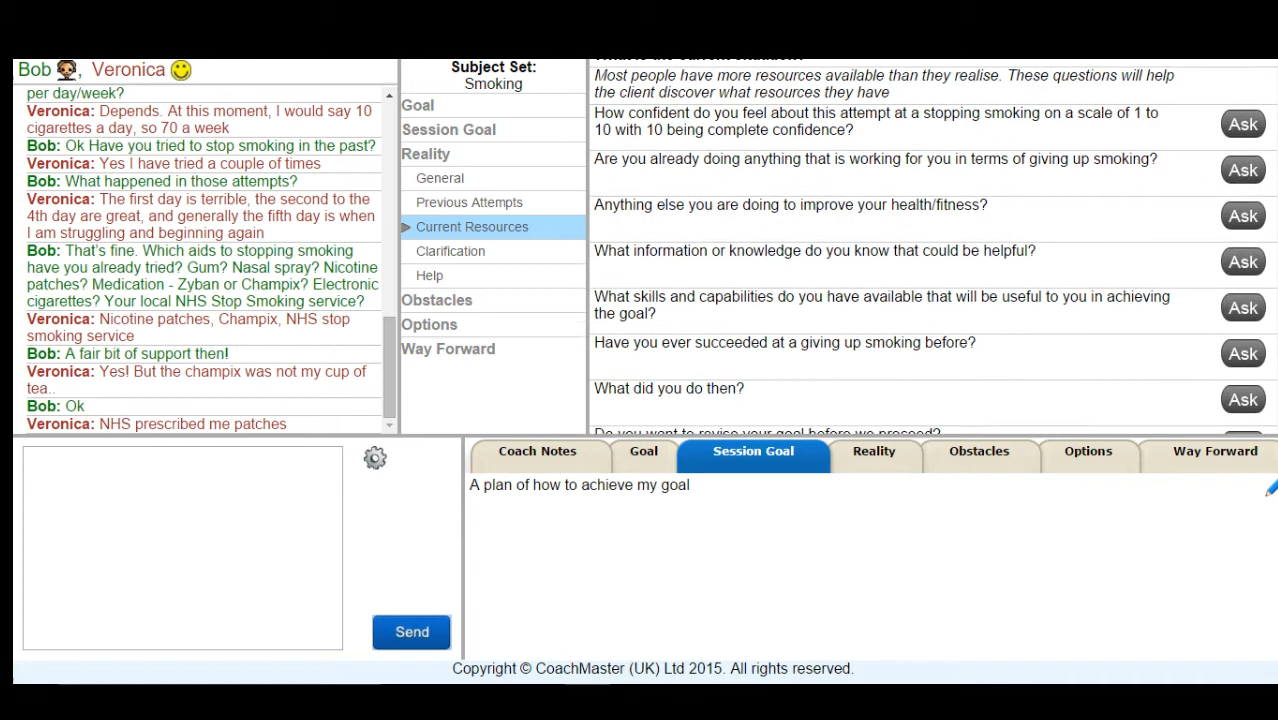 Bob , Veronica
per day/week?
Veronica: Depends. At this moment, I would say 10
cigarettes a day, so 70 a week
Bob: Ok Have you tried to stop smoking in the past?
Veronica: Yes I have tried a couple of times
Bob: What happened in those attempts?
Veronica: The first day is terrible, the second to the
4th day are great, and generally the fifth day is when
I am struggling and beginning again
Bob: That's fine. Which aids to stopping smoking
have you already tried? Gum? Nasal spray? Nicotine
patches? Medication - Zyban or Champix? Electronic
cigarettes? Your local NHS Stop Smoking service?
Veronica: Nicotine patches, Champix, NHS stop
smoking service
Bob: A fair bit of support then!
Veronica: Yes! But the champix was not my cup of
tea..
Bob: Ok
Veronica: NHS prescribed me patches
Subject Set:
Smoking
Goal
Session Goal
Reality
General
Previous Attempts
Current Resources
Clarification
Help
Obstacles
Options
Way Forward
Most people have more resources available than they realise. These questions will help
the client discover what resources they have
How confident do you feel about this attempt at a stopping smoking on a scale of 1 to
10 with 10 being complete confidence?
Ask
Are you already doing anything that is working for you in terms of giving up smoking?
Ask
Anything else you are doing to improve your health/fitness?
Ask
What information or knowledge do you know that could be helpful?
Ask
What skills and capabilities do you have available that will be useful to you in achieving
the goal?
Ask
Have you ever succeeded at a giving up smoking before?
Ask
What did you do then?
Ask
Do you want to revise your goal before we proceed?
Send
Coach Notes
Goal
Session Goal
Reality
Obstacles
Options
Way Forward
A plan of how to achieve my goal
Copyright © CoachMaster (UK) Ltd 2015. All rights reserved.